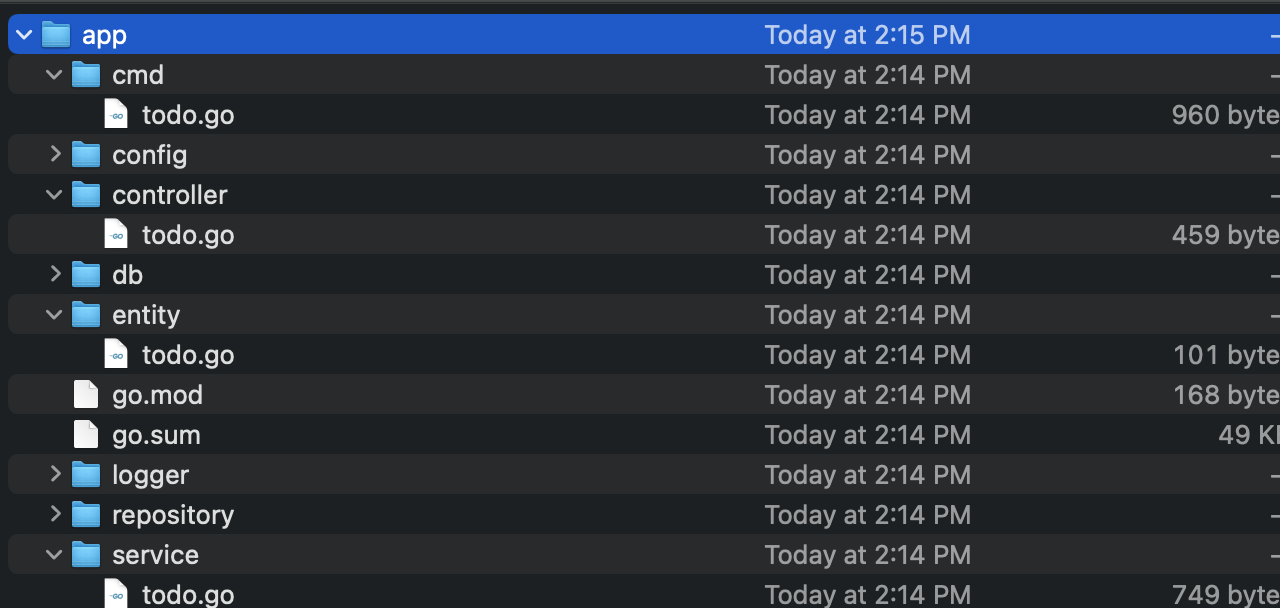 app Today at 2:15 PM –
cmd Today at 2:14 PM –
todo.go Today at 2:14 PM 960 byte
config Today at 2:14 PM –
controller Today at 2:14 PM –
todo.go Today at 2:14 PM 459 byte
db Today at 2:14 PM –
entity Today at 2:14 PM –
todo.go Today at 2:14 PM 101 byte
go.mod Today at 2:14 PM 168 byte
go.sum Today at 2:14 PM 49 K
logger Today at 2:14 PM –
repository Today at 2:14 PM –
service Today at 2:14 PM –
todo.go Today at 2:14 PM 749 byte